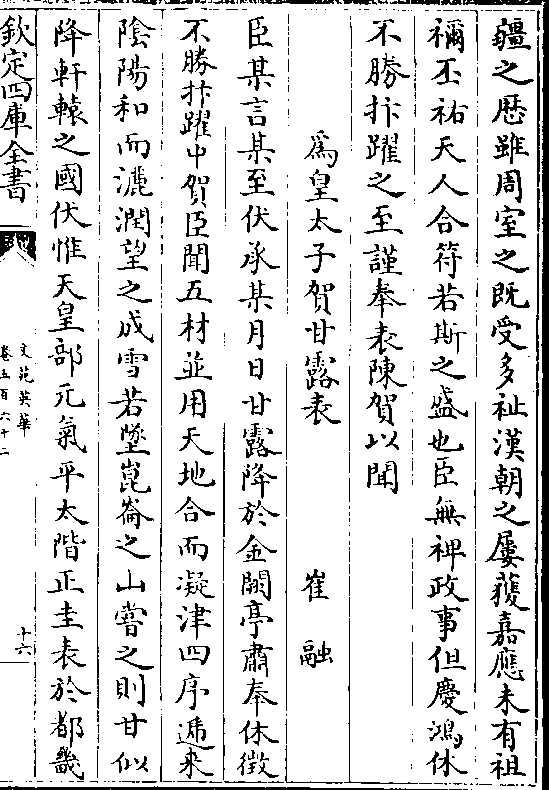 疆之歴雖周室之既受多祉漢朝之屢獲嘉應未有祖
禰丕祐天人合符若斯之盛也臣無裨政事但慶鴻休
不勝抃躍之至謹奉表陳賀以聞
爲皇太子賀甘露表 崔融
臣某言某至伏承某月日甘露降於金闕亭肅奉休徴
不勝抃躍中賀臣聞五材並用天地合而凝津四序遞来
陰陽和而灑潤望之成雪若墜崑崙之山嘗之則甘似
降軒轅之國伏惟天皇部元氣平太階正圭表於都畿
欽定四庫全書
文苑英華
卷五百六十二
十六